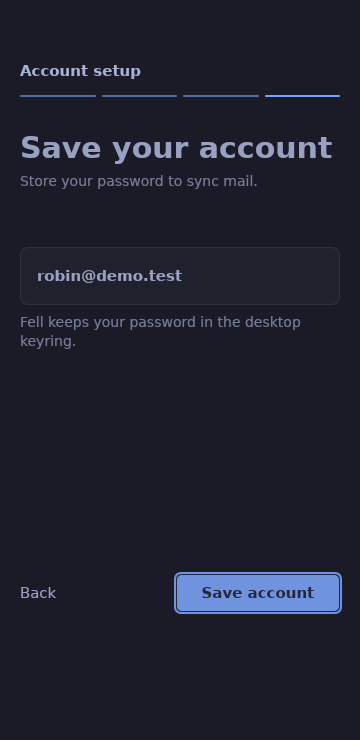 Account setup
Save your account
Store your password to sync mail.
robin@demo.test
Fell keeps your password in the desktop
keyring.
Back
Save account